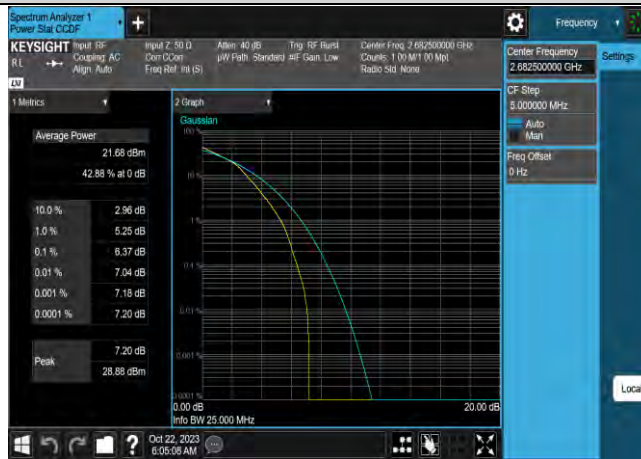 Spectrum Analyzer 1
Power Stat CCDF
+
Frequency
KEYSIGHT
RL
LXI
Input: RF
Coupling: AC
Align: Auto
Input Z: 50 Ω
Corr CCorr
Freq Ref: Int (S)
Atten: 40 dB
µW Path: Standard
#IF Gain: Low
Trig: RF Burst
Center Freq: 2.682500000 GHz
Counts: 1.00 M/1.00 Mpt
Radio Std: None
Center Frequency
2.682500000 GHz
Settings
CF Step
5.000000 MHz
Auto
Man
Freq Offset
0 Hz
1 Metrics
Average Power
21.68 dBm
42.88 % at 0 dB
10.0 % 2.96 dB
1.0 % 5.25 dB
0.1 % 6.37 dB
0.01 % 7.04 dB
0.001 % 7.18 dB
0.0001 % 7.20 dB
Peak
7.20 dB
28.88 dBm
2 Graph
Gaussian
100 %
10 %
1 %
0.1 %
0.01 %
0.001 %
0.0001 %
0.00 dB
20.00 dB
Info BW 25.000 MHz
Local
?
Oct 22, 2023
6:05:06 AM